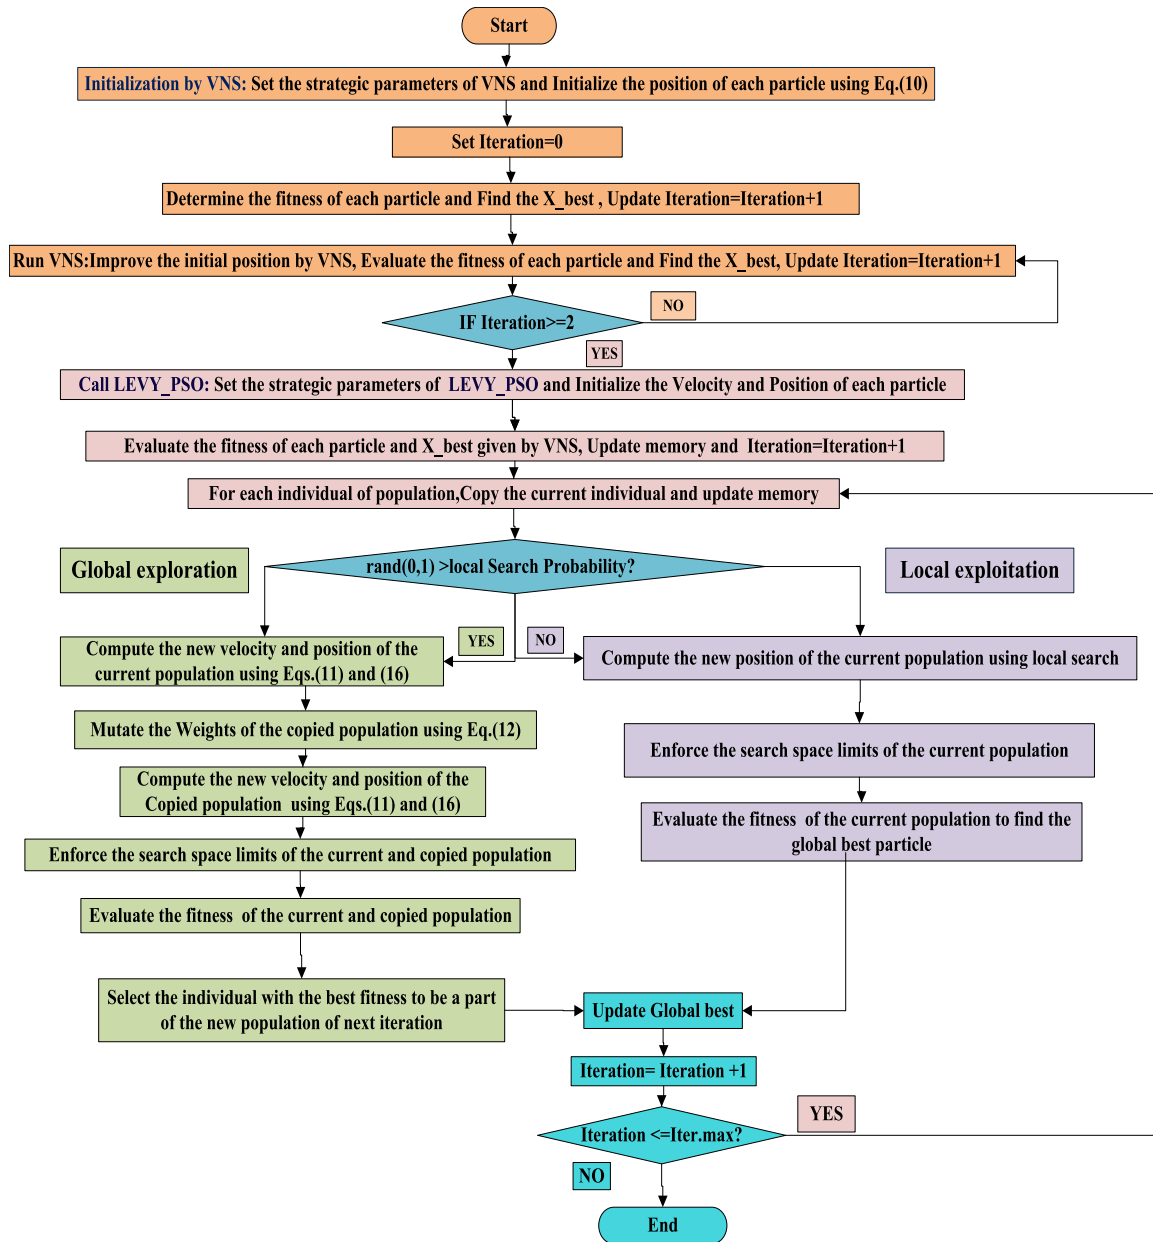 Start
Initialization by VNS: Set the strategic parameters of VNS and Initialize the position of each particle using Eq.(10)
Set Iteration=0
Determine the fitness of each particle and Find the X_best , Update Iteration=Iteration+1
Run VNS:Improve the initial position by VNS, Evaluate the fitness of each particle and Find the X_best, Update Iteration=Iteration+1
NO
IF Iteration>=2
YES
Call LEVY_PSO: Set the strategic parameters of LEVY_PSO and Initialize the Velocity and Position of each particle
Evaluate the fitness of each particle and X_best given by VNS, Update memory and Iteration=Iteration+1
For each individual of population,Copy the current individual and update memory
Global exploration
rand(0,1) >local Search Probability?
Local exploitation
YES
NO
Compute the new velocity and position of the
current population using Eqs.(11) and (16)
Compute the new position of the current population using local search
Mutate the Weights of the copied population using Eq.(12)
Enforce the search space limits of the current population
Compute the new velocity and position of the
Copied population using Eqs.(11) and (16)
Evaluate the fitness of the current population to find the
global best particle
Enforce the search space limits of the current and copied population
Evaluate the fitness of the current and copied population
Select the individual with the best fitness to be a part
of the new population of next iteration
Update Global best
Iteration= Iteration +1
YES
Iteration <=Iter.max?
NO
End